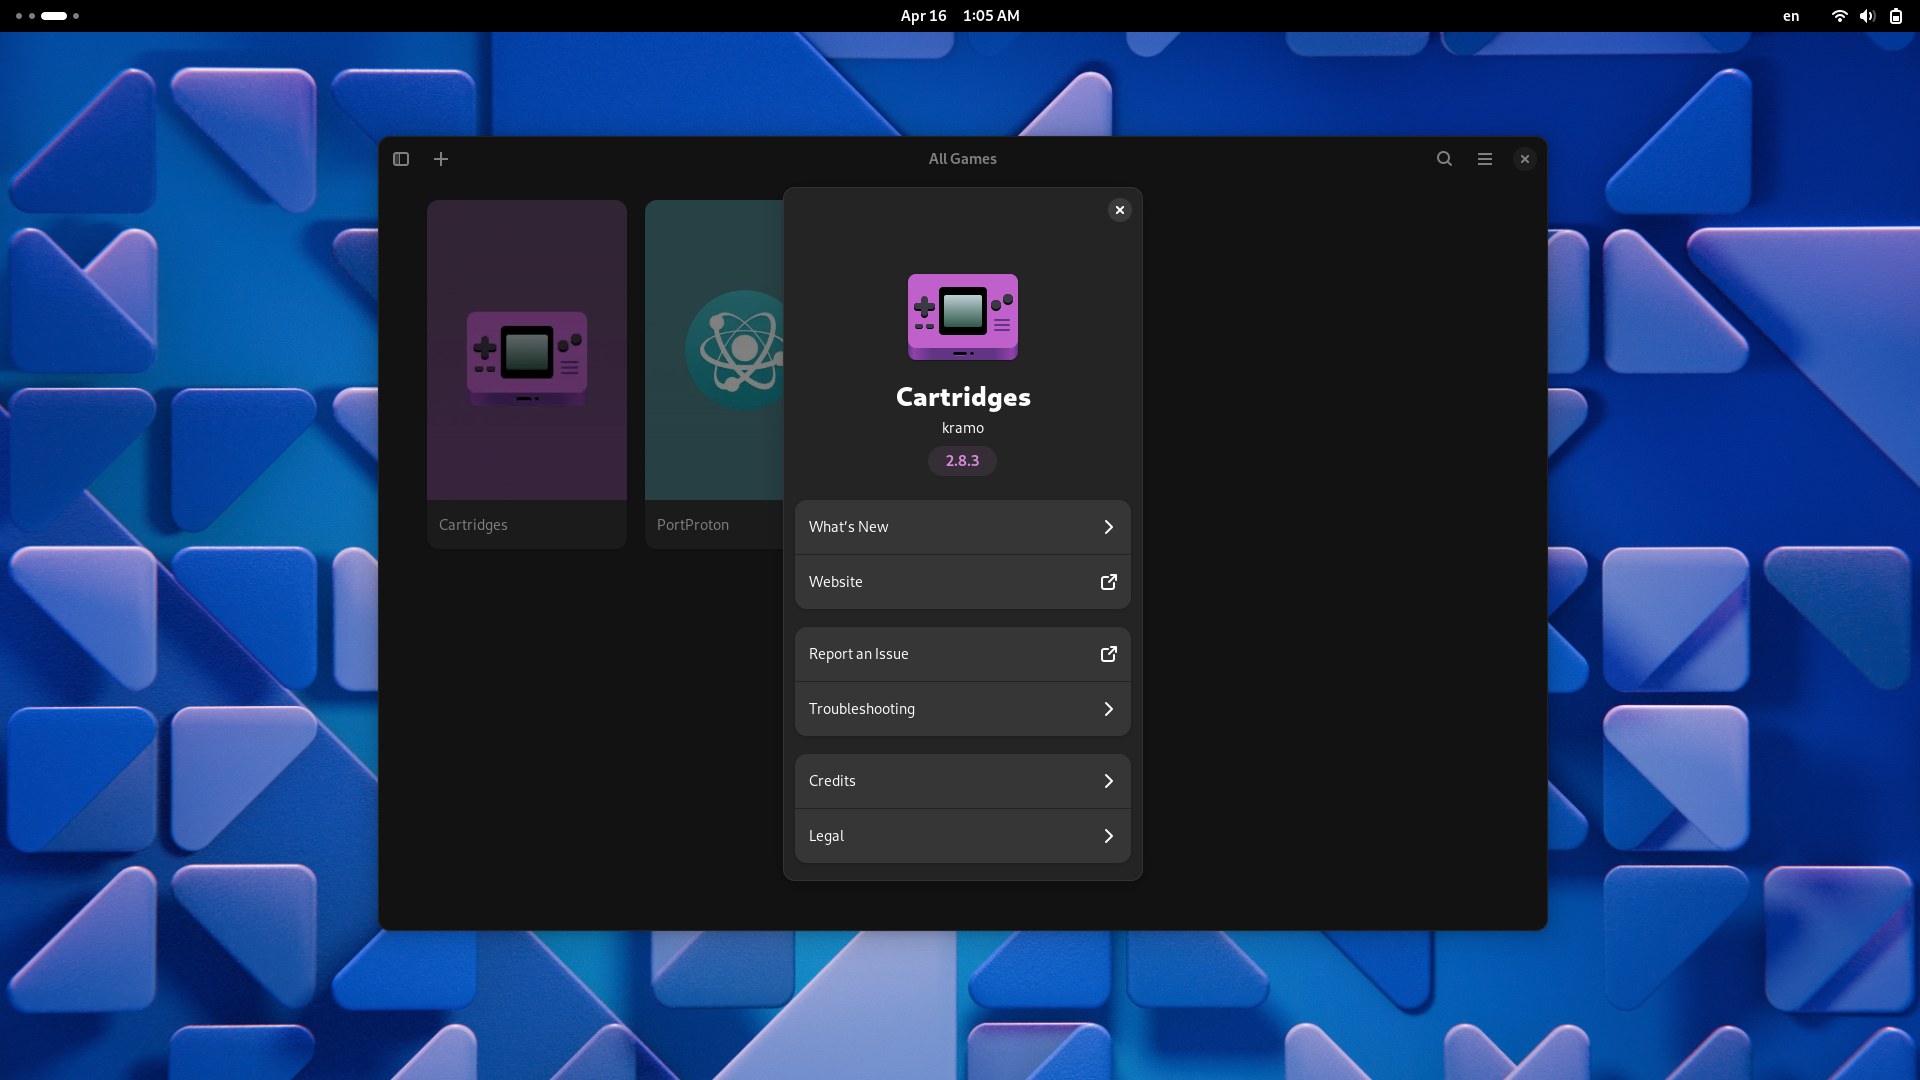 Apr 16 1:05 AM
en
All Games
Cartridges
PortProton
Cartridges
kramo
2.8.3
What's New
Website
Report an Issue
Troubleshooting
Credits
Legal